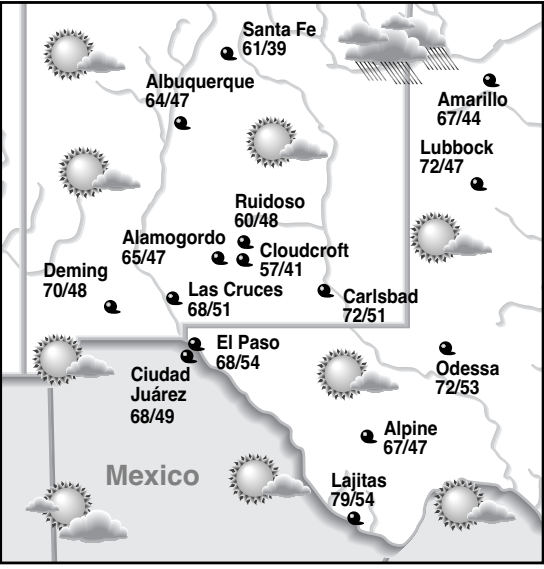 Santa Fe
61/39
Albuquerque
64/47
Amarillo
67/44
Lubbock
72/47
Ruidoso
60/48
Alamogordo
65/47
Cloudcroft
57/41
Deming
70/48
Las Cruces
68/51
Carlsbad
72/51
El Paso
68/54
Ciudad
Juárez
68/49
Odessa
72/53
Alpine
67/47
Mexico
Lajitas
79/54